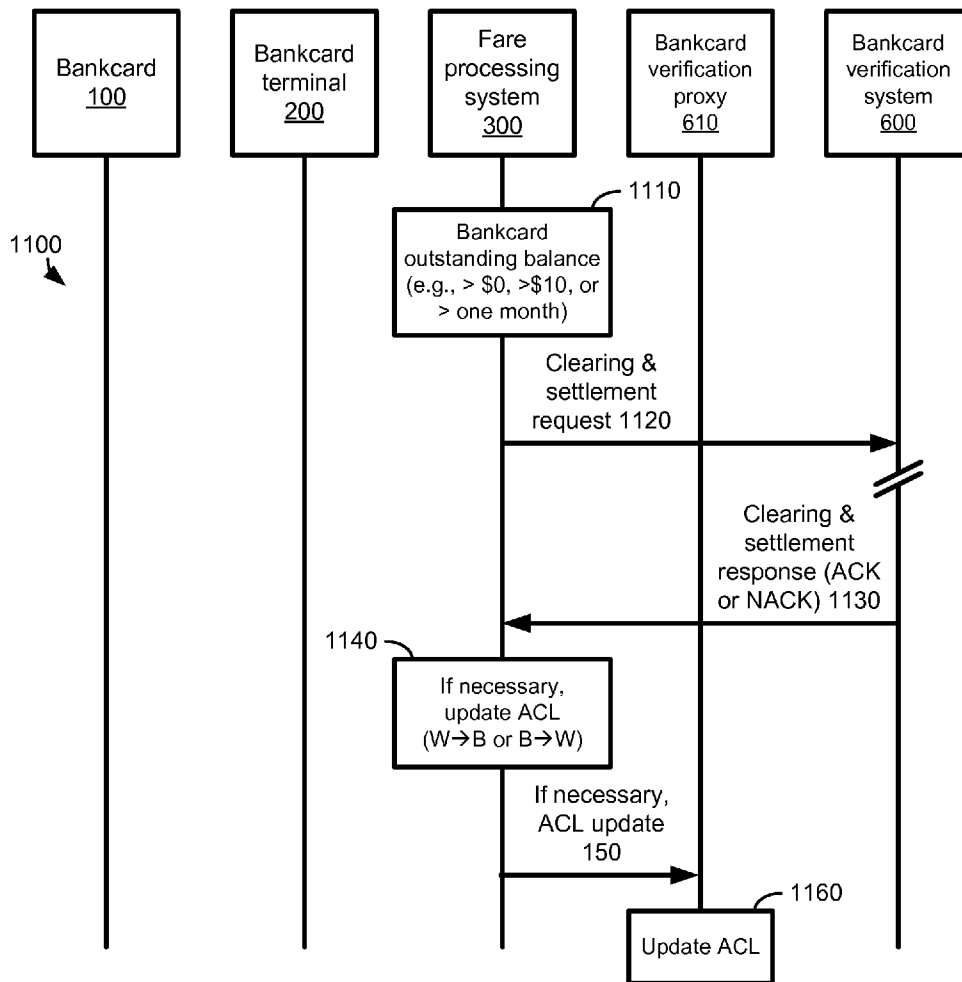 Bankcard
100
Bankcard
terminal
200
Fare
processing
system
300
Bankcard
verification
proxy
610
Bankcard
verification
system
600
1100
1110
Bankcard
outstanding balance
(e.g., > $0, >$10, or
> one month)
Clearing &
settlement
request 1120
Clearing &
settlement
response (ACK
or NACK) 1130
1140
If necessary,
update ACL
(W→B or B→W)
If necessary,
ACL update
150
1160
Update ACL